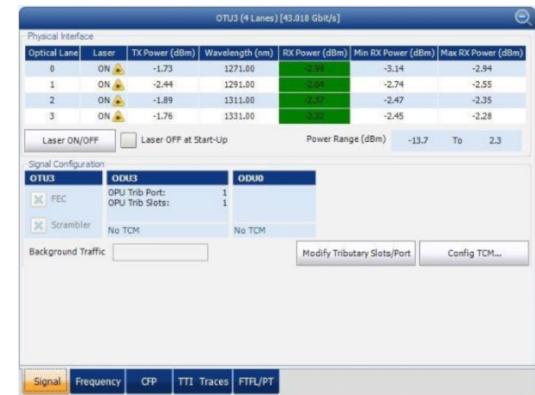 OTU3 (4 Lanes) [43.018 Gbit/s]
Physical Interface
Optical Lane Laser TX Power (dBm) Wavelength (nm) RX Power (dBm) Min RX Power (dBm) Max RX Power (dBm)
0 ON -1.73 1271.00 -3.14 -2.94
1 ON -2.44 1291.00 -2.74 -2.55
2 ON -1.89 1311.00 -2.47 -2.35
3 ON -1.76 1331.00 -2.45 -2.28
Laser ON/OFF Laser OFF at Start-Up Power Range (dBm) -13.7 To 2.3
Signal Configuration
OTU3 ODU3 ODU0
FEC OPU Trib Port: 1
OPU Trib Slots: 1
Scrambler No TCM No TCM
Background Traffic Modify Tributary Slots/Port Config TCM...
Signal Frequency CFP TTI Traces FTFL/PT